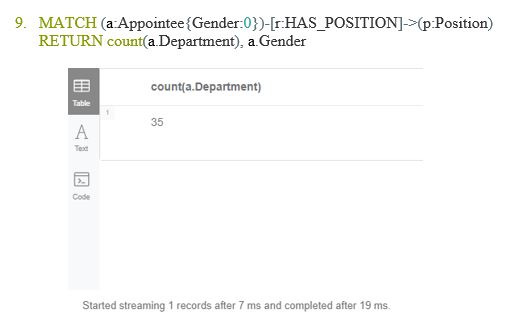 9. MATCH (a:Appointee{Gender:0})-[r:HAS_POSITION]->(p:Position)
RETURN count(a.Department), a.Gender
Table
count(a.Department)
1
35
A
Text
Code
Started streaming 1 records after 7 ms and completed after 19 ms.